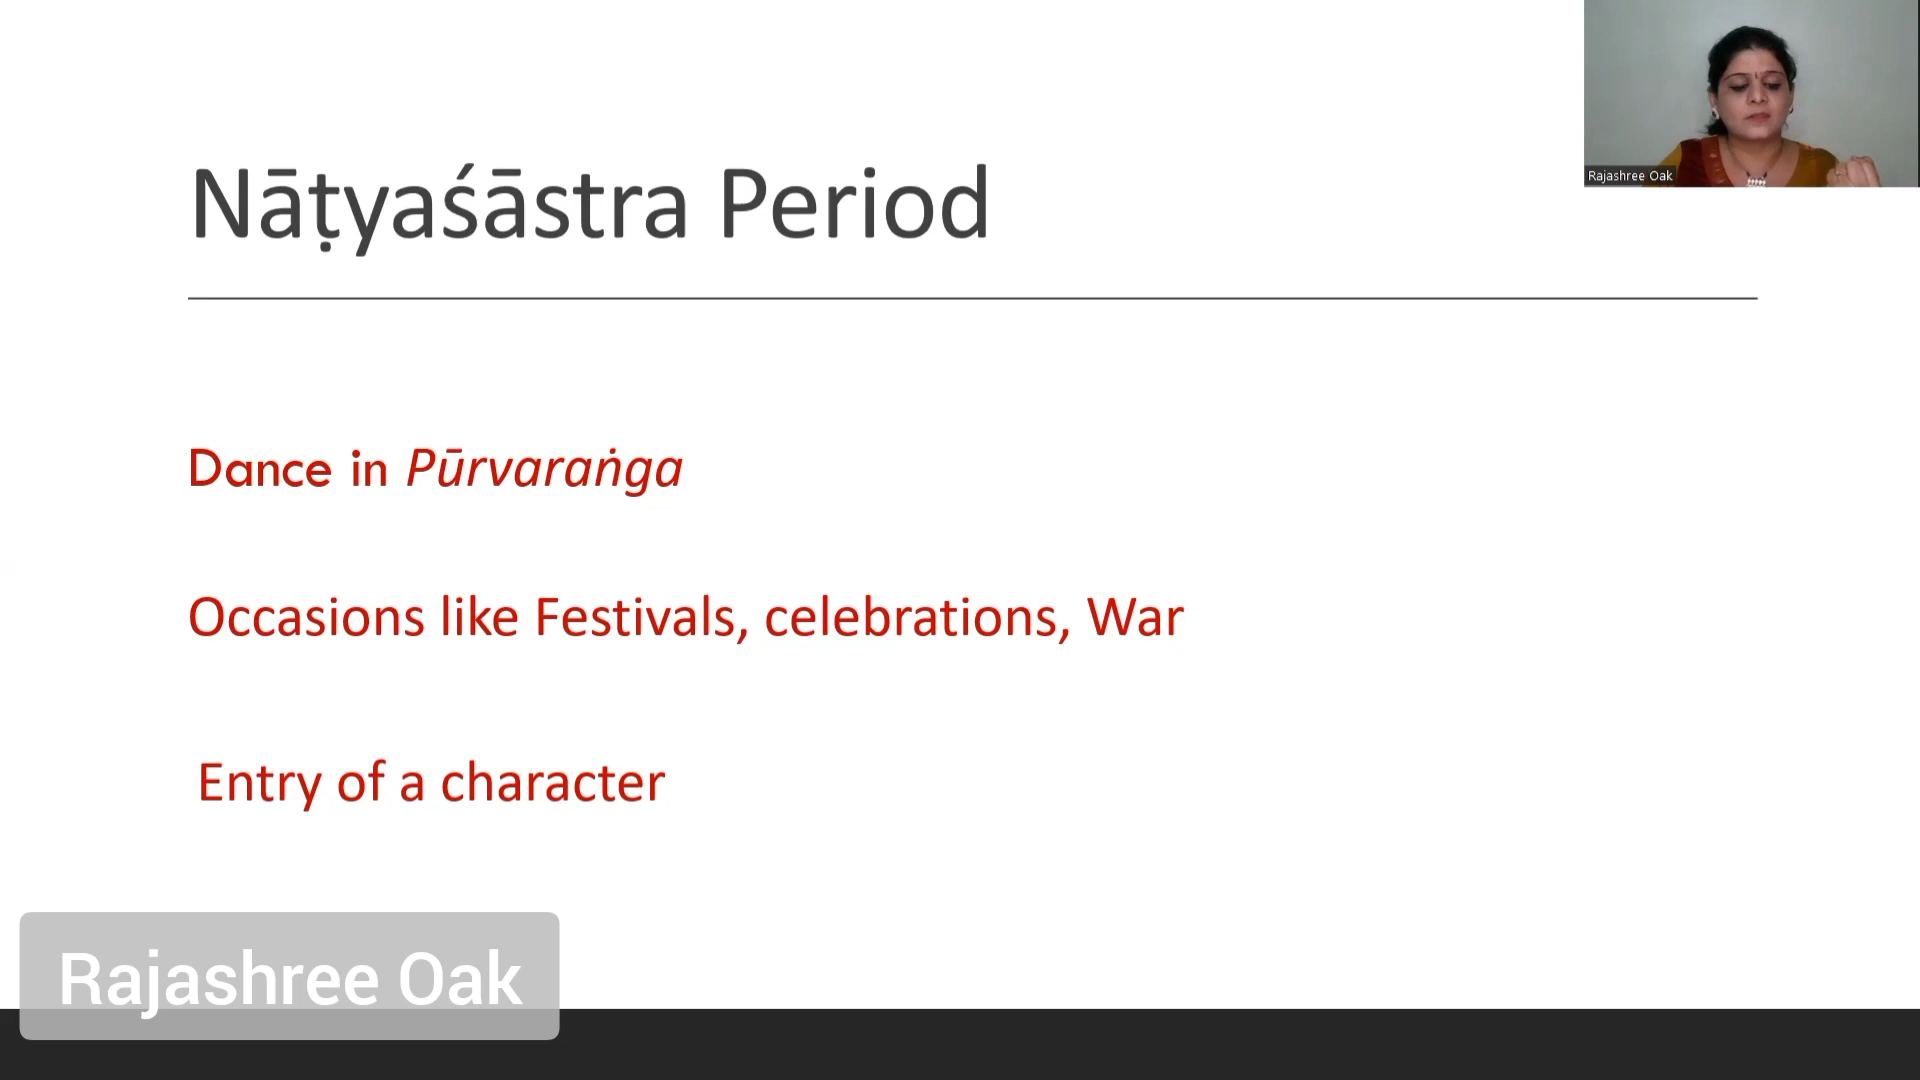 Rajashree Oak
Nāṭyaśāstra Period
Dance in Pūrvaraṅga
Occasions like Festivals, celebrations, War
Entry of a character
Rajashree Oak